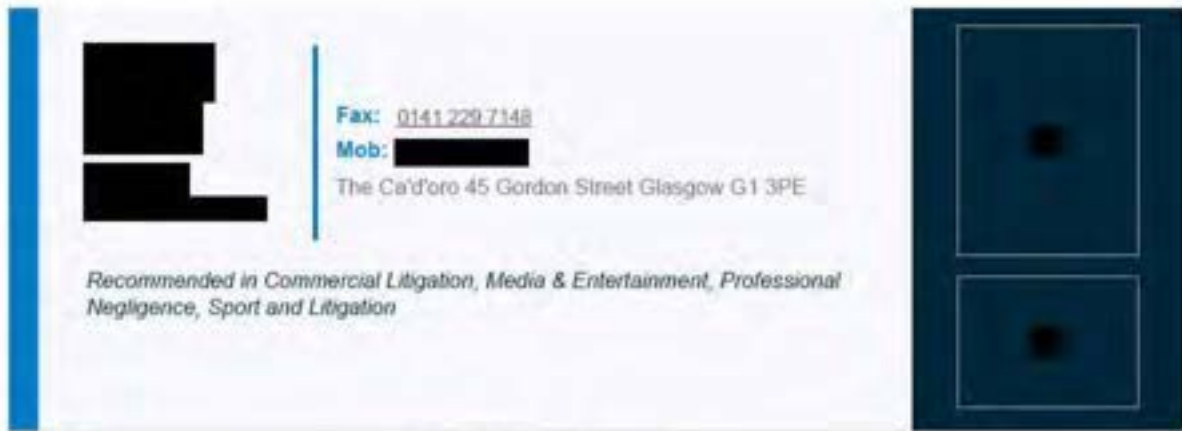 Fax: 0141 229 7148
Mob:
The Ca'd'oro 45 Gordon Street Glasgow G1 3PE
Recommended in Commercial Litigation, Media & Entertainment, Professional
Negligence, Sport and Litigation